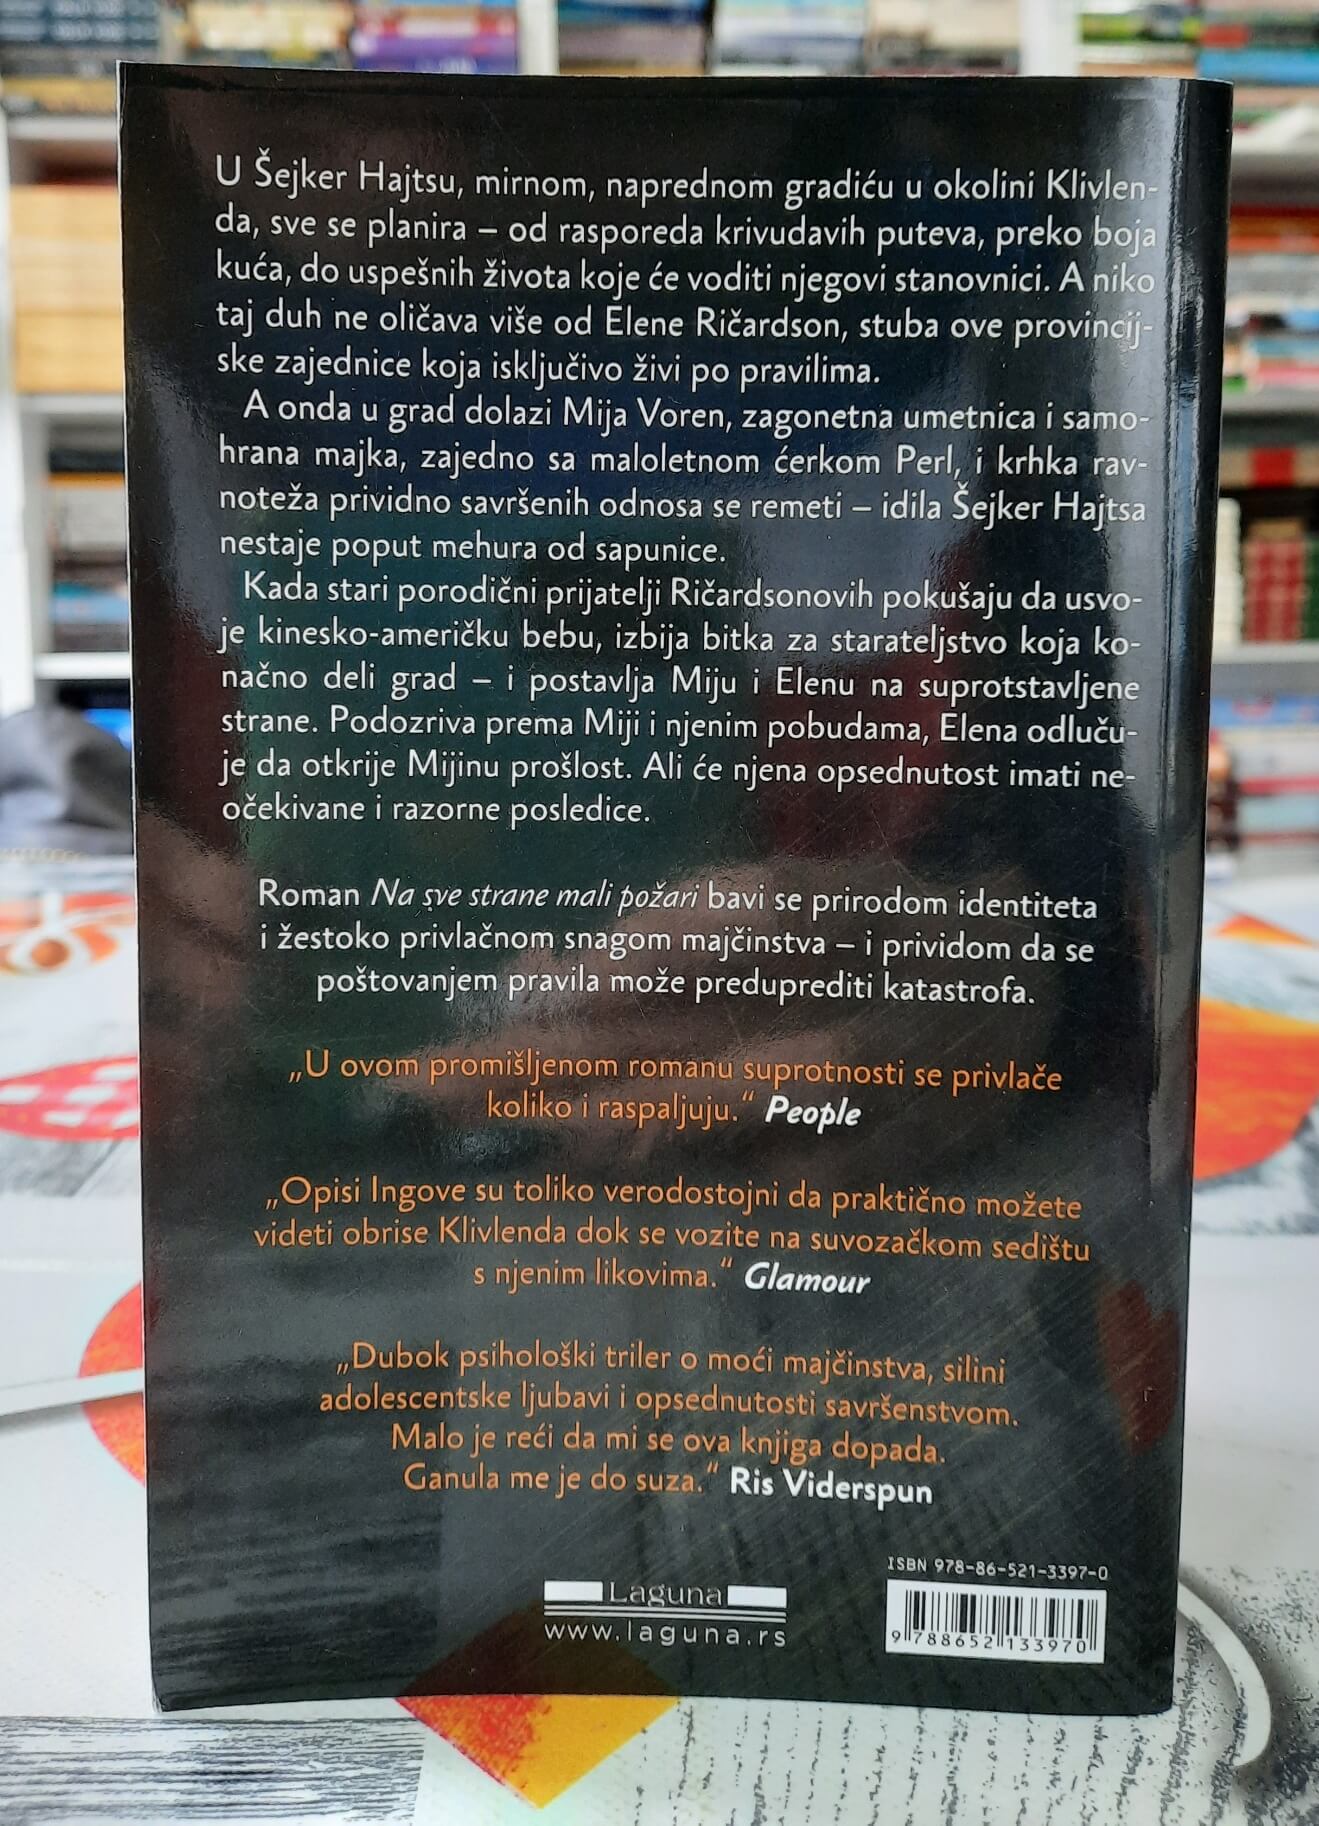 U Šejker Hajtsu, mirnom, naprednom gradiću u okolini Klivlen-
da, sve se planira – od rasporeda krivudavih puteva, preko boja
kuća, do uspešnih života koje će voditi njegovi stanovnici. A niko
taj duh ne oličava više od Elene Ričardson, stuba ove provincij-
ske zajednice koja isključivo živi po pravilima.
A onda u grad dolazi Mija Voren, zagonetna umetnica i samo-
hrana majka, zajedno sa maloletnom ćerkom Perl, i krhka rav-
noteža prividno savršenih odnosa se remeti – idila Šejker Hajtsa
nestaje poput mehura od sapunice.
Kada stari porodični prijatelji Ričardsonovih pokušaju da usvo-
je kinesko-američku bebu, izbija bitka za starateljstvo koja ko-
načno deli grad – i postavlja Miju i Elenu na suprotstavljene
strane. Podozriva prema Miji i njenim pobudama, Elena odluču-
je da otkrije Mijinu prošlost. Ali će njena opsednutost imati ne-
očekivane i razorne posledice.
Roman Na sve strane mali požari bavi se prirodom identiteta
i žestoko privlačnom snagom majčinstva – i prividom da se
poštovanjem pravila može preduprediti katastrofa.
„U ovom promišljenom romanu suprotnosti se privlače
koliko i raspaljuju.“ People
„Opisi Ingove su toliko verodostojni da praktično možete
videti obrise Klivlenda dok se vozite na suvozačkom sedištu
s njenim likovima.“ Glamour
„Dubok psihološki triler o moći majčinstva, silini
adolescentske ljubavi i opsednutosti savršenstvom.
Malo je reći da mi se ova knjiga dopada.
Ganula me je do suza.“ Ris Viderspun
ISBN 978-86-521-3397-0
Laguna
www.laguna.rs
9 788652 133970